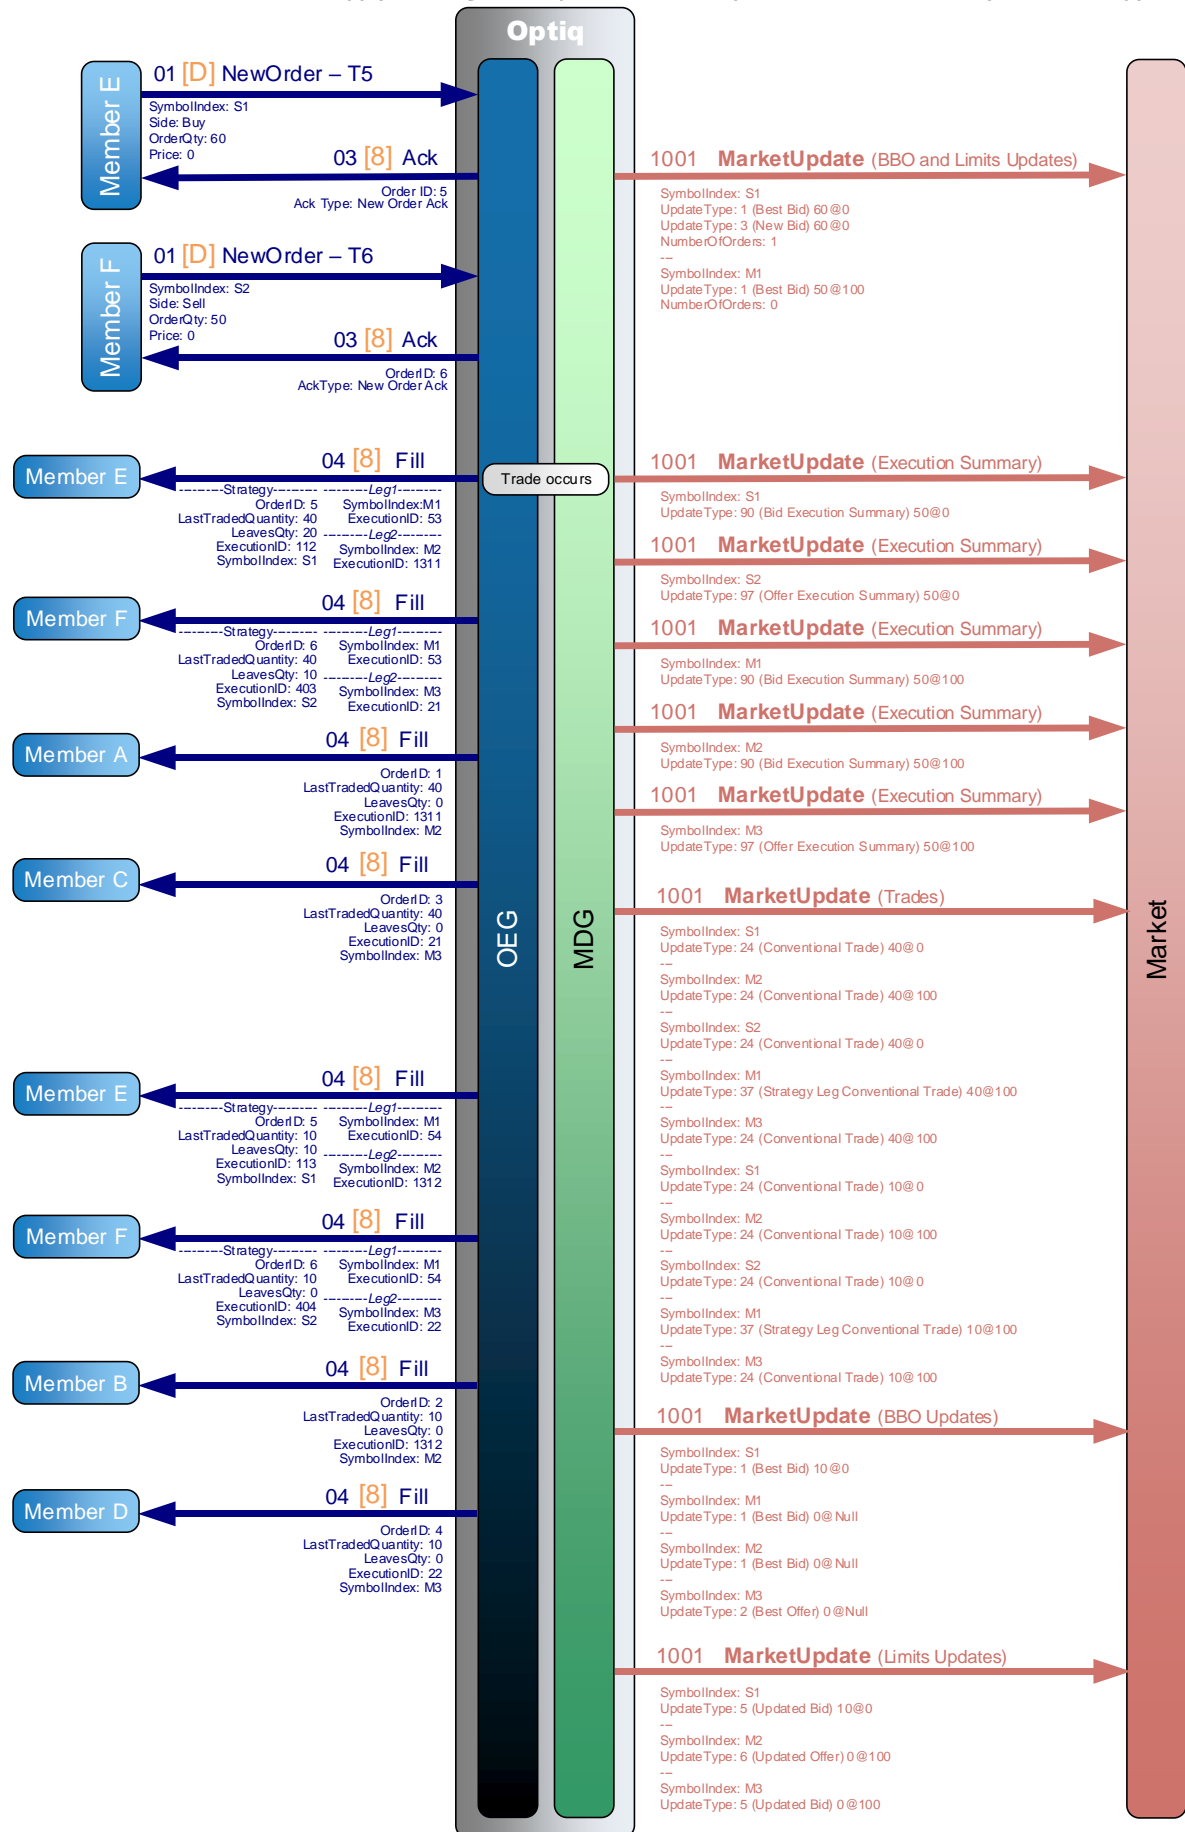 Optiq
Member E
01 [D] NewOrder – T5
SymbolIndex: S1
Side: Buy
OrderQty: 60
Price: 0
03 [8] Ack
Order ID: 5
Ack Type: New Order Ack
Member F
01 [D] NewOrder – T6
SymbolIndex: S2
Side: Sell
OrderQty: 50
Price: 0
03 [8] Ack
OrderID: 6
AckType: New Order Ack
Member E
04 [8] Fill
---------Strategy---------
OrderID: 5
LastTradedQuantity: 40
LeavesQty: 20
ExecutionID: 112
SymbolIndex: S1
---------Leg1---------
SymbolIndex:M1
ExecutionID: 53
---------Leg2---------
SymbolIndex: M2
ExecutionID: 1311
Member F
04 [8] Fill
---------Strategy---------
OrderID: 6
LastTradedQuantity: 40
LeavesQty: 10
ExecutionID: 403
SymbolIndex: S2
---------Leg1---------
SymbolIndex: M1
ExecutionID: 53
---------Leg2---------
SymbolIndex: M3
ExecutionID: 21
Member A
04 [8] Fill
OrderID: 1
LastTradedQuantity: 40
LeavesQty: 0
ExecutionID: 1311
SymbolIndex: M2
Member C
04 [8] Fill
OrderID: 3
LastTradedQuantity: 40
LeavesQty: 0
ExecutionID: 21
SymbolIndex: M3
Member E
04 [8] Fill
---------Strategy---------
OrderID: 5
LastTradedQuantity: 10
LeavesQty: 10
ExecutionID: 113
SymbolIndex: S1
---------Leg1---------
SymbolIndex: M1
ExecutionID: 54
---------Leg2---------
SymbolIndex: M2
ExecutionID: 1312
Member F
04 [8] Fill
---------Strategy---------
OrderID: 6
LastTradedQuantity: 10
LeavesQty: 0
ExecutionID: 404
SymbolIndex: S2
---------Leg1---------
SymbolIndex: M1
ExecutionID: 54
---------Leg2---------
SymbolIndex: M3
ExecutionID: 22
Member B
04 [8] Fill
OrderID: 2
LastTradedQuantity: 10
LeavesQty: 0
ExecutionID: 1312
SymbolIndex: M2
Member D
04 [8] Fill
OrderID: 4
LastTradedQuantity: 10
LeavesQty: 0
ExecutionID: 22
SymbolIndex: M3
OEG
MDG
Trade occurs
1001 MarketUpdate (BBO and Limits Updates)
SymbolIndex: S1
UpdateType: 1 (Best Bid) 60@0
UpdateType: 3 (New Bid) 60@0
NumberOfOrders: 1
---
SymbolIndex: M1
UpdateType: 1 (Best Bid) 50@100
NumberOfOrders: 0
1001 MarketUpdate (Execution Summary)
SymbolIndex: S1
UpdateType: 90 (Bid Execution Summary) 50@0
1001 MarketUpdate (Execution Summary)
SymbolIndex: S2
UpdateType: 97 (Offer Execution Summary) 50@0
1001 MarketUpdate (Execution Summary)
SymbolIndex: M1
UpdateType: 90 (Bid Execution Summary) 50@100
1001 MarketUpdate (Execution Summary)
SymbolIndex: M2
UpdateType: 90 (Bid Execution Summary) 50@100
1001 MarketUpdate (Execution Summary)
SymbolIndex: M3
UpdateType: 97 (Offer Execution Summary) 50@100
1001 MarketUpdate (Trades)
SymbolIndex: S1
UpdateType: 24 (Conventional Trade) 40@0
---
SymbolIndex: M2
UpdateType: 24 (Conventional Trade) 40@100
---
SymbolIndex: S2
UpdateType: 24 (Conventional Trade) 40@0
---
SymbolIndex: M1
UpdateType: 37 (Strategy Leg Conventional Trade) 40@100
---
SymbolIndex: M3
UpdateType: 24 (Conventional Trade) 40@100
---
SymbolIndex: S1
UpdateType: 24 (Conventional Trade) 10@0
---
SymbolIndex: M2
UpdateType: 24 (Conventional Trade) 10@100
---
SymbolIndex: S2
UpdateType: 24 (Conventional Trade) 10@0
---
SymbolIndex: M1
UpdateType: 37 (Strategy Leg Conventional Trade) 10@100
---
SymbolIndex: M3
UpdateType: 24 (Conventional Trade) 10@100
1001 MarketUpdate (BBO Updates)
SymbolIndex: S1
UpdateType: 1 (Best Bid) 10@0
---
SymbolIndex: M1
UpdateType: 1 (Best Bid) 0@Null
---
SymbolIndex: M2
UpdateType: 1 (Best Bid) 0@Null
---
SymbolIndex: M3
UpdateType: 2 (Best Offer) 0@Null
1001 MarketUpdate (Limits Updates)
SymbolIndex: S1
UpdateType: 5 (Updated Bid) 10@0
---
SymbolIndex: M2
UpdateType: 6 (Updated Offer) 0@100
---
SymbolIndex: M3
UpdateType: 5 (Updated Bid) 0@100
Market